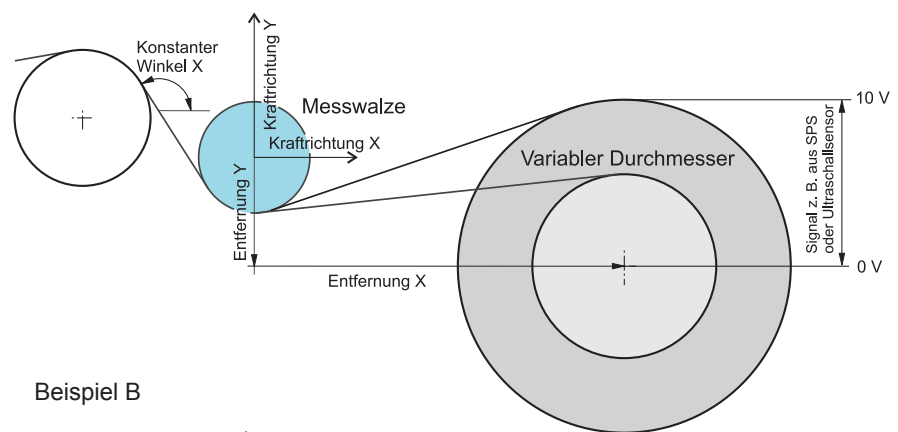 Konstanter
Winkel X
Kraftrichtung Y
Messwalze
Kraftrichtung X
Entfernung Y
Entfernung X
Variabler Durchmesser
10 V
Signal z. B. aus SPS
oder Ultraschallsensor
0 V
Beispiel B